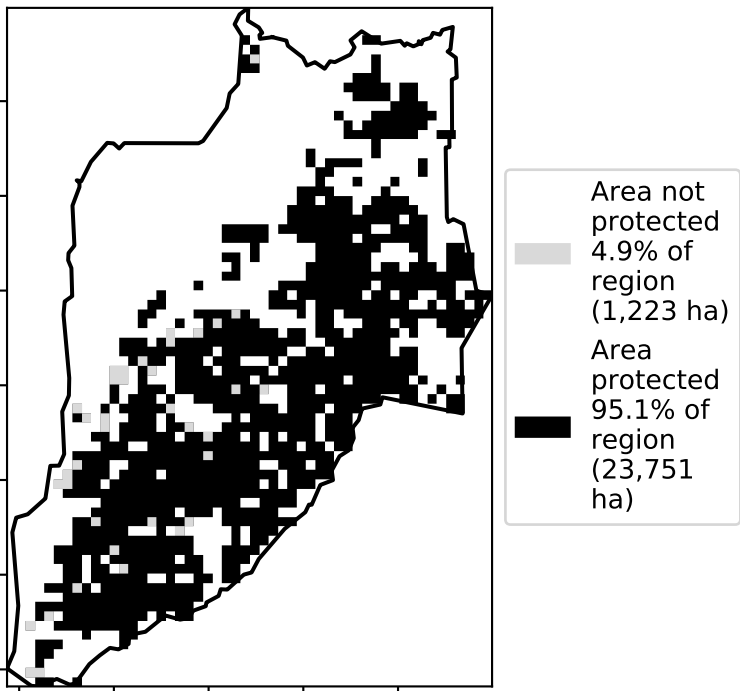 Area not
protected
4.9% of
region
(1,223 ha)
Area
protected
95.1% of
region
(23,751
ha)